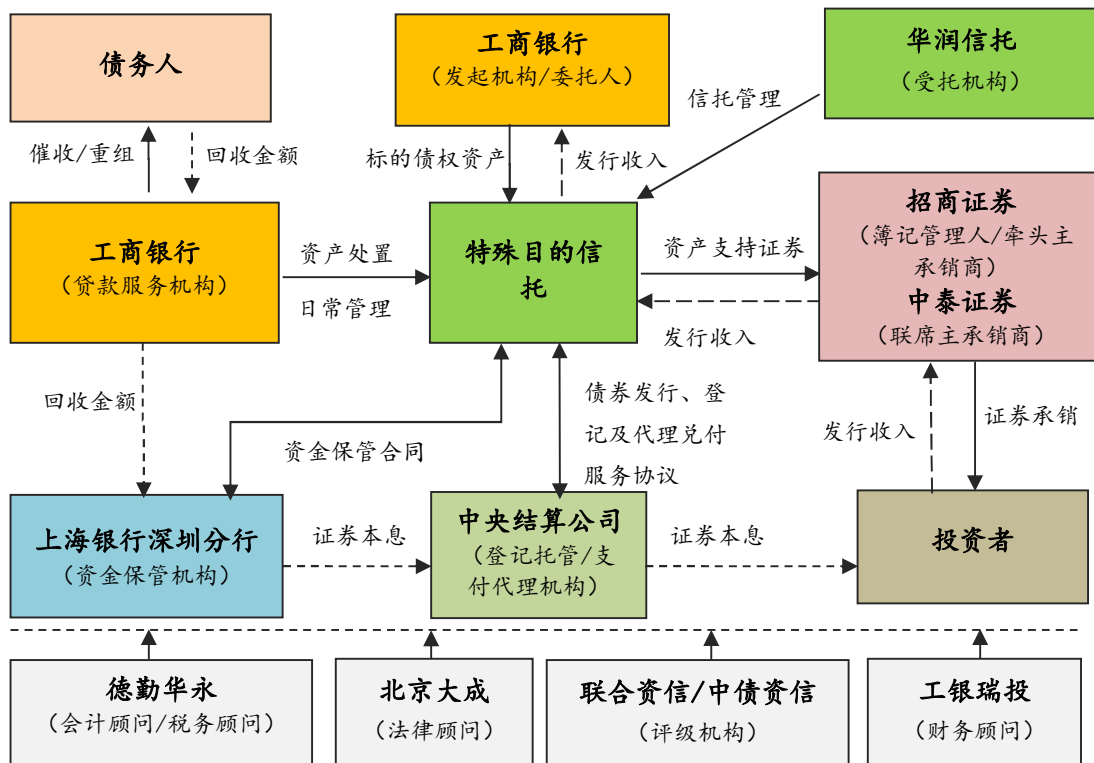 债务人
工商银行
（发起机构/委托人）
华润信托
（受托机构）
信托管理
催收/重组
回收金额
标的债权资产
发行收入
工商银行
（贷款服务机构）
资产处置
日常管理
特殊目的信
托
资产支持证券
发行收入
招商证券
（簿记管理人/牵头主
承销商）
中泰证券
（联席主承销商）
回收金额
资金保管合同
债券发行、登
记及代理兑付
服务协议
发行收入
证券承销
上海银行深圳分行
（资金保管机构）
证券本息
中央结算公司
（登记托管/支
付代理机构）
证券本息
投资者
德勤华永
（会计顾问/税务顾问）
北京大成
（法律顾问）
联合资信/中债资信
（评级机构）
工银瑞投
（财务顾问）